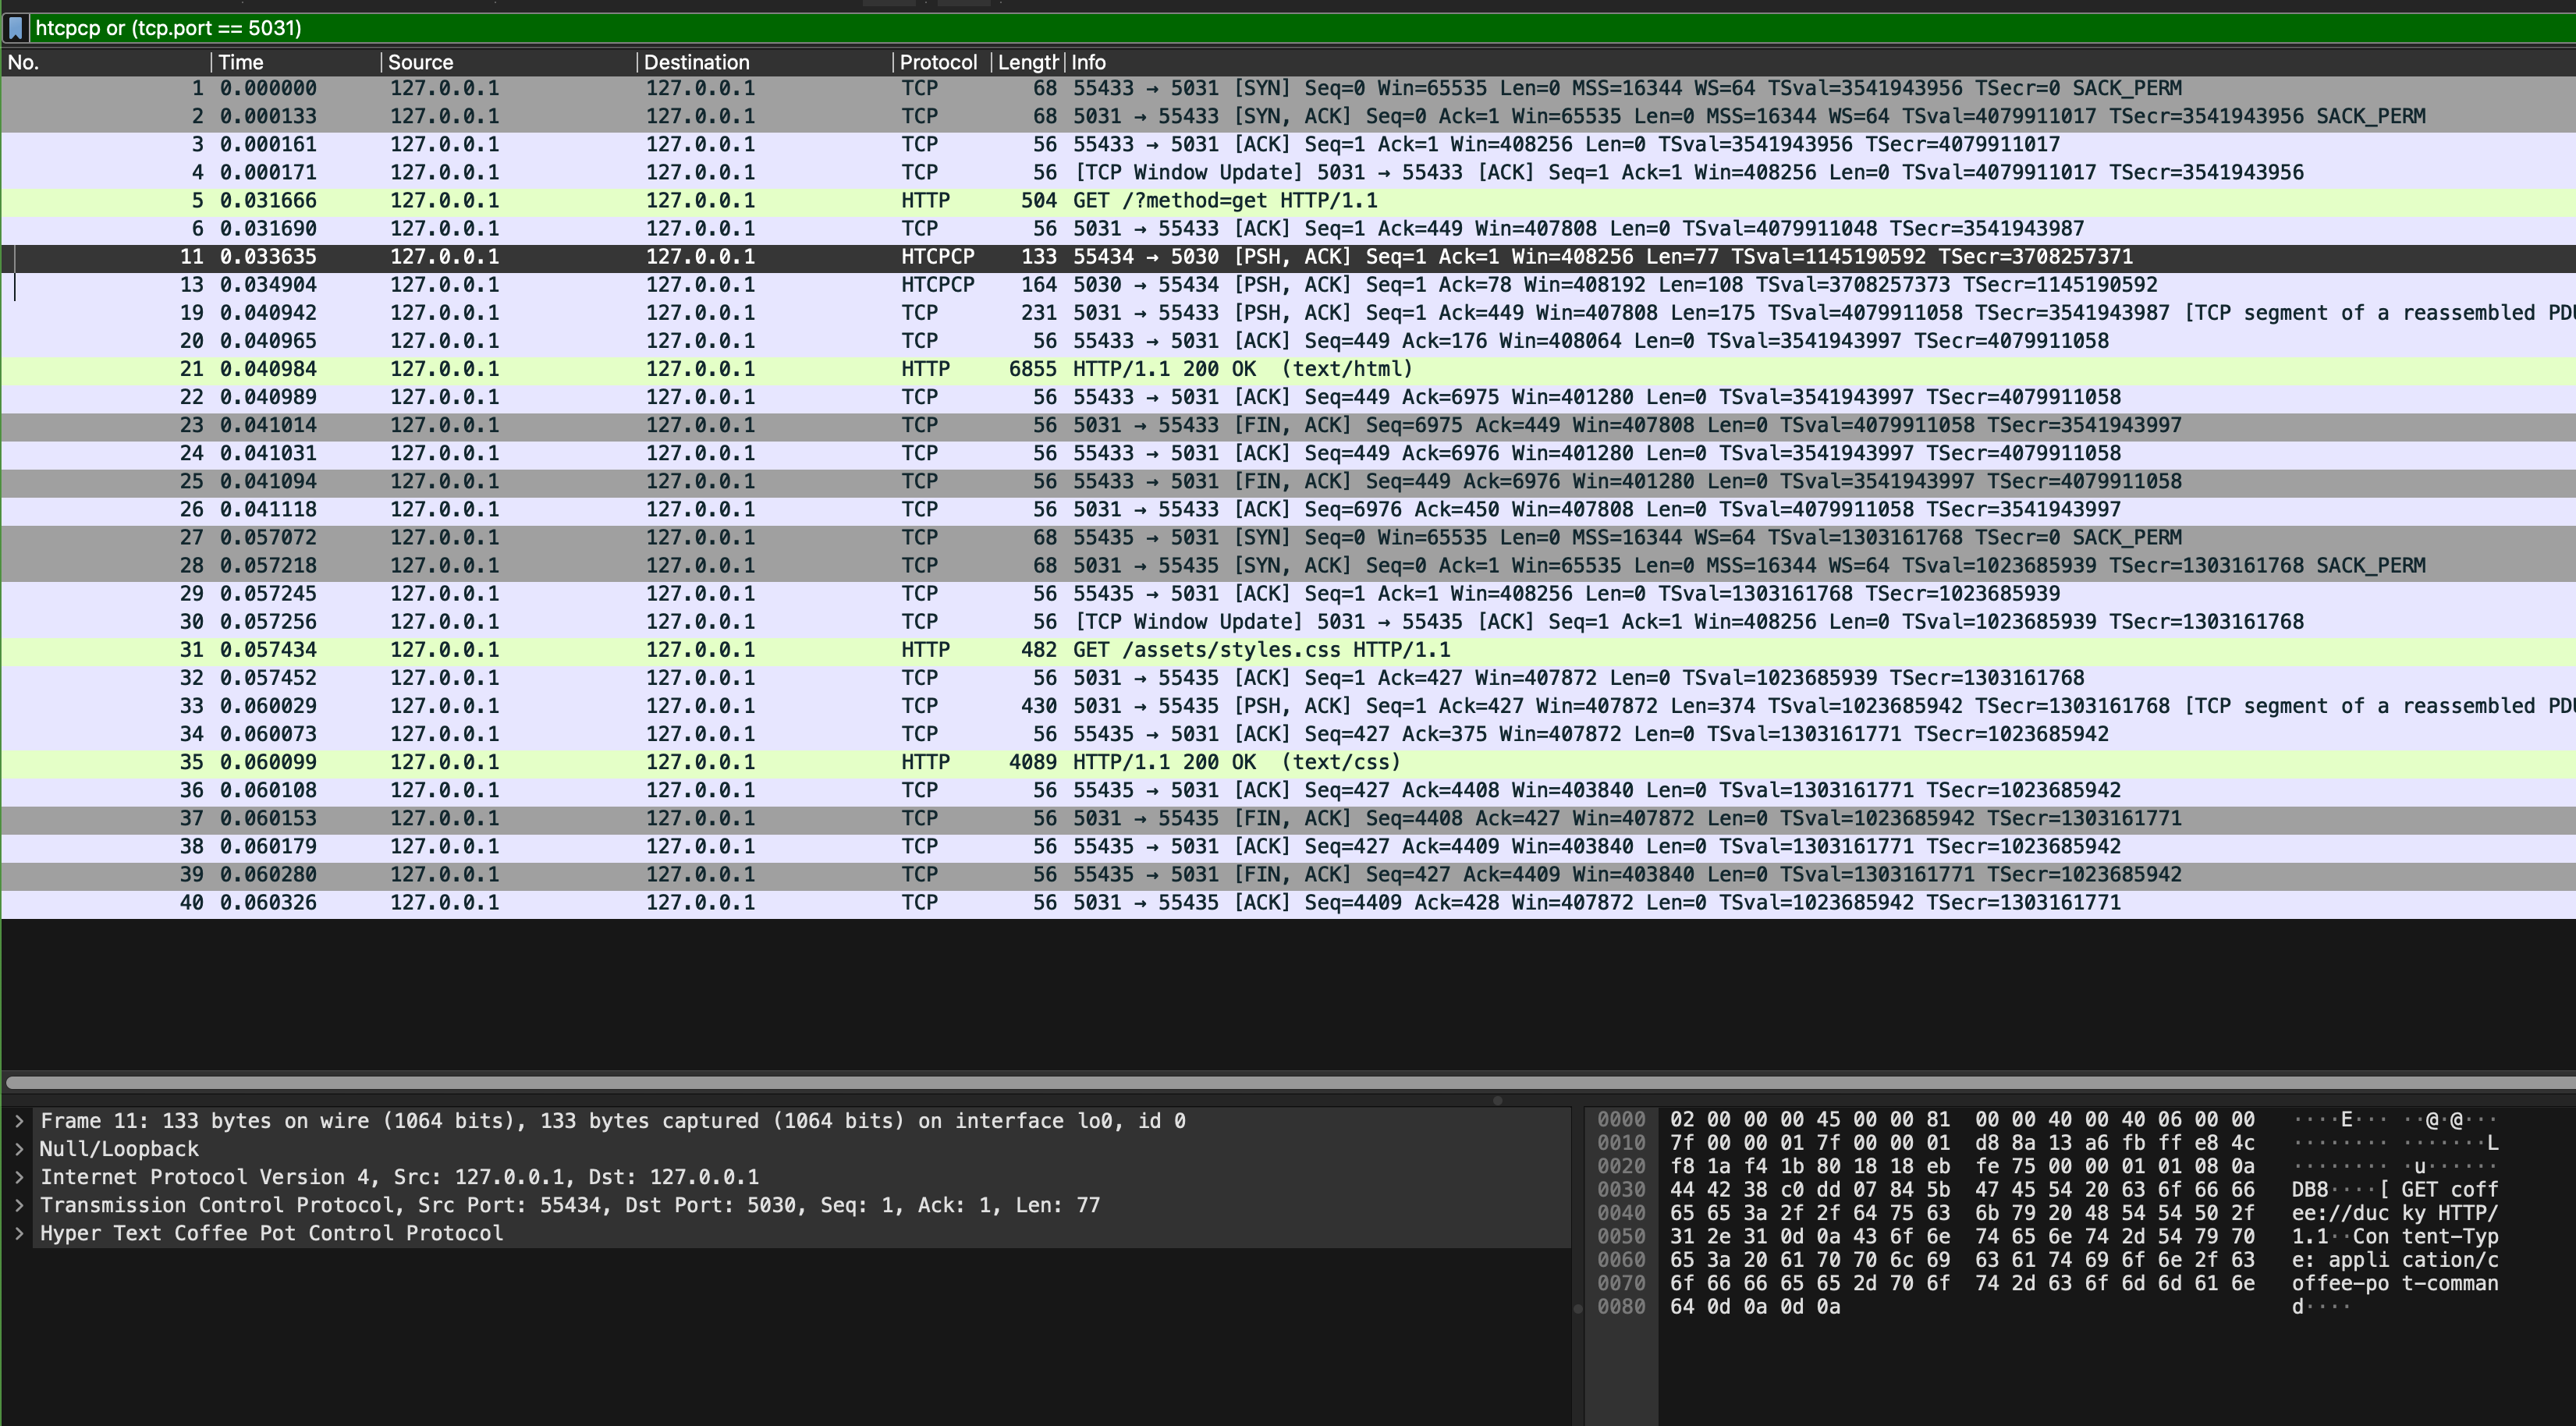 htcpcp or (tcp.port == 5031)
No. Time Source Destination Protocol Length Info
1 0.000000 127.0.0.1 127.0.0.1 TCP 68 55433 → 5031 [SYN] Seq=0 Win=65535 Len=0 MSS=16344 WS=64 TSval=3541943956 TSecr=0 SACK_PERM
2 0.000133 127.0.0.1 127.0.0.1 TCP 68 5031 → 55433 [SYN, ACK] Seq=0 Ack=1 Win=65535 Len=0 MSS=16344 WS=64 TSval=4079911017 TSecr=3541943956 SACK_PERM
3 0.000161 127.0.0.1 127.0.0.1 TCP 56 55433 → 5031 [ACK] Seq=1 Ack=1 Win=408256 Len=0 TSval=3541943956 TSecr=4079911017
4 0.000171 127.0.0.1 127.0.0.1 TCP 56 [TCP Window Update] 5031 → 55433 [ACK] Seq=1 Ack=1 Win=408256 Len=0 TSval=4079911017 TSecr=3541943956
5 0.031666 127.0.0.1 127.0.0.1 HTTP 504 GET /?method=get HTTP/1.1
6 0.031690 127.0.0.1 127.0.0.1 TCP 56 5031 → 55433 [ACK] Seq=1 Ack=449 Win=407808 Len=0 TSval=4079911048 TSecr=3541943987
11 0.033635 127.0.0.1 127.0.0.1 HTCPCP 133 55434 → 5030 [PSH, ACK] Seq=1 Ack=1 Win=408256 Len=77 TSval=1145190592 TSecr=3708257371
13 0.034904 127.0.0.1 127.0.0.1 HTCPCP 164 5030 → 55434 [PSH, ACK] Seq=1 Ack=78 Win=408192 Len=108 TSval=3708257373 TSecr=1145190592
19 0.040942 127.0.0.1 127.0.0.1 TCP 231 5031 → 55433 [PSH, ACK] Seq=1 Ack=449 Win=407808 Len=175 TSval=4079911058 TSecr=3541943987 [TCP segment of a reassembled PDU
20 0.040965 127.0.0.1 127.0.0.1 TCP 56 55433 → 5031 [ACK] Seq=449 Ack=176 Win=408064 Len=0 TSval=3541943997 TSecr=4079911058
21 0.040984 127.0.0.1 127.0.0.1 HTTP 6855 HTTP/1.1 200 OK (text/html)
22 0.040989 127.0.0.1 127.0.0.1 TCP 56 55433 → 5031 [ACK] Seq=449 Ack=6975 Win=401280 Len=0 TSval=3541943997 TSecr=4079911058
23 0.041014 127.0.0.1 127.0.0.1 TCP 56 5031 → 55433 [FIN, ACK] Seq=6975 Ack=449 Win=407808 Len=0 TSval=4079911058 TSecr=3541943997
24 0.041031 127.0.0.1 127.0.0.1 TCP 56 55433 → 5031 [ACK] Seq=449 Ack=6976 Win=401280 Len=0 TSval=3541943997 TSecr=4079911058
25 0.041094 127.0.0.1 127.0.0.1 TCP 56 55433 → 5031 [FIN, ACK] Seq=449 Ack=6976 Win=401280 Len=0 TSval=3541943997 TSecr=4079911058
26 0.041118 127.0.0.1 127.0.0.1 TCP 56 5031 → 55433 [ACK] Seq=6976 Ack=450 Win=407808 Len=0 TSval=4079911058 TSecr=3541943997
27 0.057072 127.0.0.1 127.0.0.1 TCP 68 55435 → 5031 [SYN] Seq=0 Win=65535 Len=0 MSS=16344 WS=64 TSval=1303161768 TSecr=0 SACK_PERM
28 0.057218 127.0.0.1 127.0.0.1 TCP 68 5031 → 55435 [SYN, ACK] Seq=0 Ack=1 Win=65535 Len=0 MSS=16344 WS=64 TSval=1023685939 TSecr=1303161768 SACK_PERM
29 0.057245 127.0.0.1 127.0.0.1 TCP 56 55435 → 5031 [ACK] Seq=1 Ack=1 Win=408256 Len=0 TSval=1303161768 TSecr=1023685939
30 0.057256 127.0.0.1 127.0.0.1 TCP 56 [TCP Window Update] 5031 → 55435 [ACK] Seq=1 Ack=1 Win=408256 Len=0 TSval=1023685939 TSecr=1303161768
31 0.057434 127.0.0.1 127.0.0.1 HTTP 482 GET /assets/styles.css HTTP/1.1
32 0.057452 127.0.0.1 127.0.0.1 TCP 56 5031 → 55435 [ACK] Seq=1 Ack=427 Win=407872 Len=0 TSval=1023685939 TSecr=1303161768
33 0.060029 127.0.0.1 127.0.0.1 TCP 430 5031 → 55435 [PSH, ACK] Seq=1 Ack=427 Win=407872 Len=374 TSval=1023685942 TSecr=1303161768 [TCP segment of a reassembled PDU
34 0.060073 127.0.0.1 127.0.0.1 TCP 56 55435 → 5031 [ACK] Seq=427 Ack=375 Win=407872 Len=0 TSval=1303161771 TSecr=1023685942
35 0.060099 127.0.0.1 127.0.0.1 HTTP 4089 HTTP/1.1 200 OK (text/css)
36 0.060108 127.0.0.1 127.0.0.1 TCP 56 55435 → 5031 [ACK] Seq=427 Ack=4408 Win=403840 Len=0 TSval=1303161771 TSecr=1023685942
37 0.060153 127.0.0.1 127.0.0.1 TCP 56 5031 → 55435 [FIN, ACK] Seq=4408 Ack=427 Win=407872 Len=0 TSval=1023685942 TSecr=1303161771
38 0.060179 127.0.0.1 127.0.0.1 TCP 56 55435 → 5031 [ACK] Seq=427 Ack=4409 Win=403840 Len=0 TSval=1303161771 TSecr=1023685942
39 0.060280 127.0.0.1 127.0.0.1 TCP 56 55435 → 5031 [FIN, ACK] Seq=427 Ack=4409 Win=403840 Len=0 TSval=1303161771 TSecr=1023685942
40 0.060326 127.0.0.1 127.0.0.1 TCP 56 5031 → 55435 [ACK] Seq=4409 Ack=428 Win=407872 Len=0 TSval=1023685942 TSecr=1303161771
Frame 11: 133 bytes on wire (1064 bits), 133 bytes captured (1064 bits) on interface lo0, id 0
Null/Loopback
Internet Protocol Version 4, Src: 127.0.0.1, Dst: 127.0.0.1
Transmission Control Protocol, Src Port: 55434, Dst Port: 5030, Seq: 1, Ack: 1, Len: 77
Hyper Text Coffee Pot Control Protocol
0000 02 00 00 00 45 00 00 81 00 00 40 00 40 06 00 00 ····E··· ··@·@···
0010 7f 00 00 01 7f 00 00 01 d8 8a 13 a6 fb ff e8 4c ········ ·······L
0020 f8 1a f4 1b 80 18 18 eb fe 75 00 00 01 01 08 0a ········ ·u······
0030 44 42 38 c0 dd 07 84 5b 47 45 54 20 63 6f 66 66 DB8····[ GET coff
0040 65 65 3a 2f 2f 64 75 63 6b 79 20 48 54 54 50 2f ee://duc ky HTTP/
0050 31 2e 31 0d 0a 43 6f 6e 74 65 6e 74 2d 54 79 70 1.1··Con tent-Typ
0060 65 3a 20 61 70 70 6c 69 63 61 74 69 6f 6e 2f 63 e: appli cation/c
0070 6f 66 66 65 65 2d 70 6f 74 2d 63 6f 6d 6d 61 6e offee-po t-comman
0080 64 0d 0a 0d 0a d····